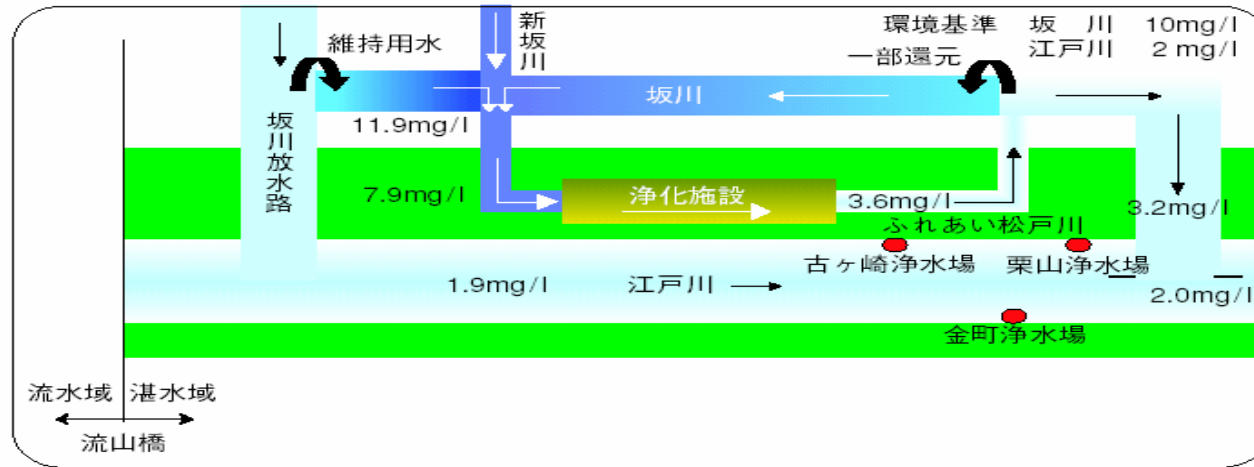 環境基準 坂 川 10mg/l
江戸川 2 mg/l
維持用水
新坂川
一部還元
坂川
坂川放水路
11.9mg/l
7.9mg/l
浄化施設
3.6mg/l
3.2mg/l
ふれあい松戸川
古ヶ崎浄水場
栗山浄水場
1.9mg/l
江戸川
2.0mg/l
金町浄水場
流水域
湛水域
流山橋